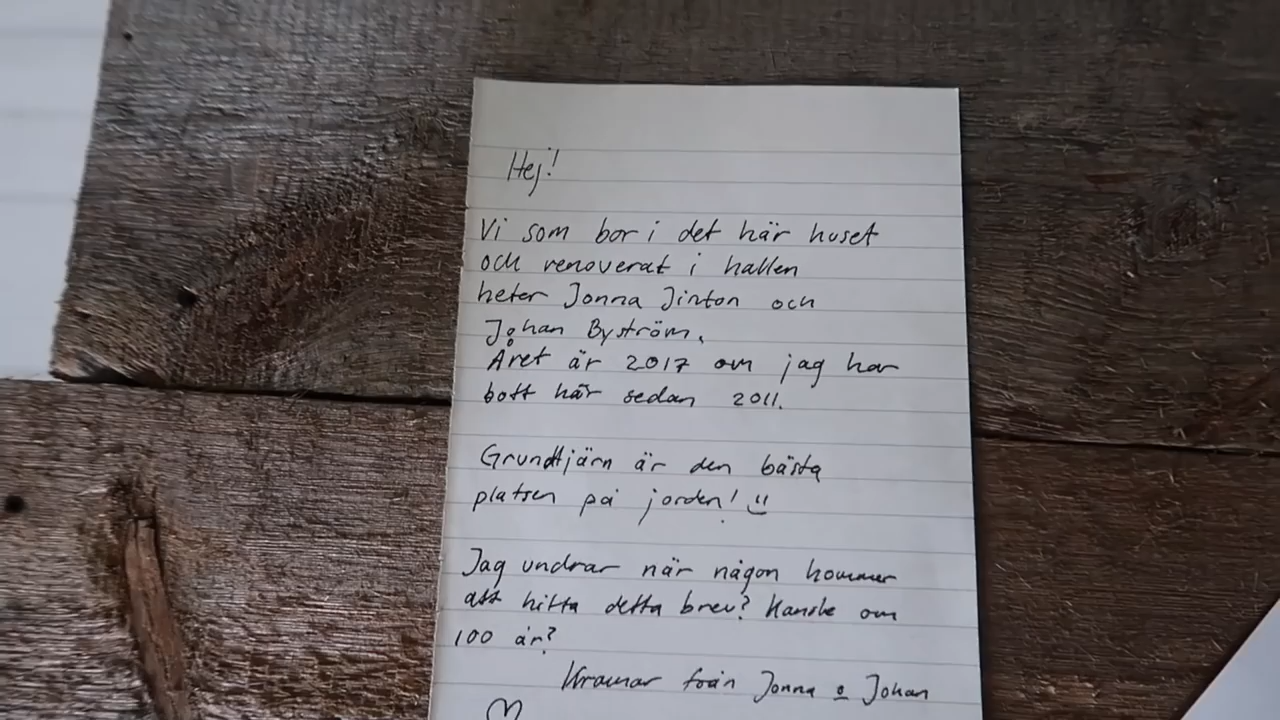 Hej!
Vi som bor i det här huset
och renoverat i hallen
heter Jonna Jinton och
Johan Byström.
Året är 2017 om jag har
bott här sedan 2011.
Grundtjärn är den bästa
platsen på jorden!
Jag undrar när någon kommer
att hitta detta brev? Kanske om
100 år?
Kramar från Jonna o Johan